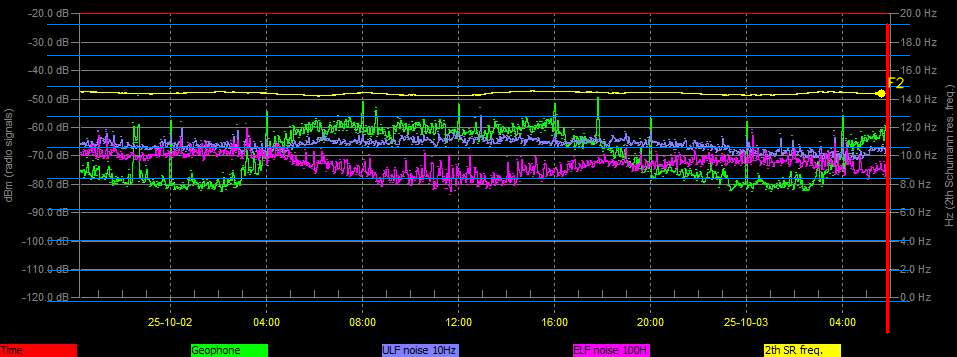 -20.0 dB
-30.0 dB
-40.0 dB
-50.0 dB
-60.0 dB
-70.0 dB
-80.0 dB
-90.0 dB
-100.0 dB
-110.0 dB
-120.0 dB
dBm (radio signals)
20.0 Hz
18.0 Hz
16.0 Hz
14.0 Hz
12.0 Hz
10.0 Hz
8.0 Hz
6.0 Hz
4.0 Hz
2.0 Hz
0.0 Hz
Hz (2th Schumann res. freq.)
F2
25-10-02 04:00 08:00 12:00 16:00 20:00 25-10-03 04:00
Time Geophone ULF noise 10Hz ELF noise 100H 2th SR freq.